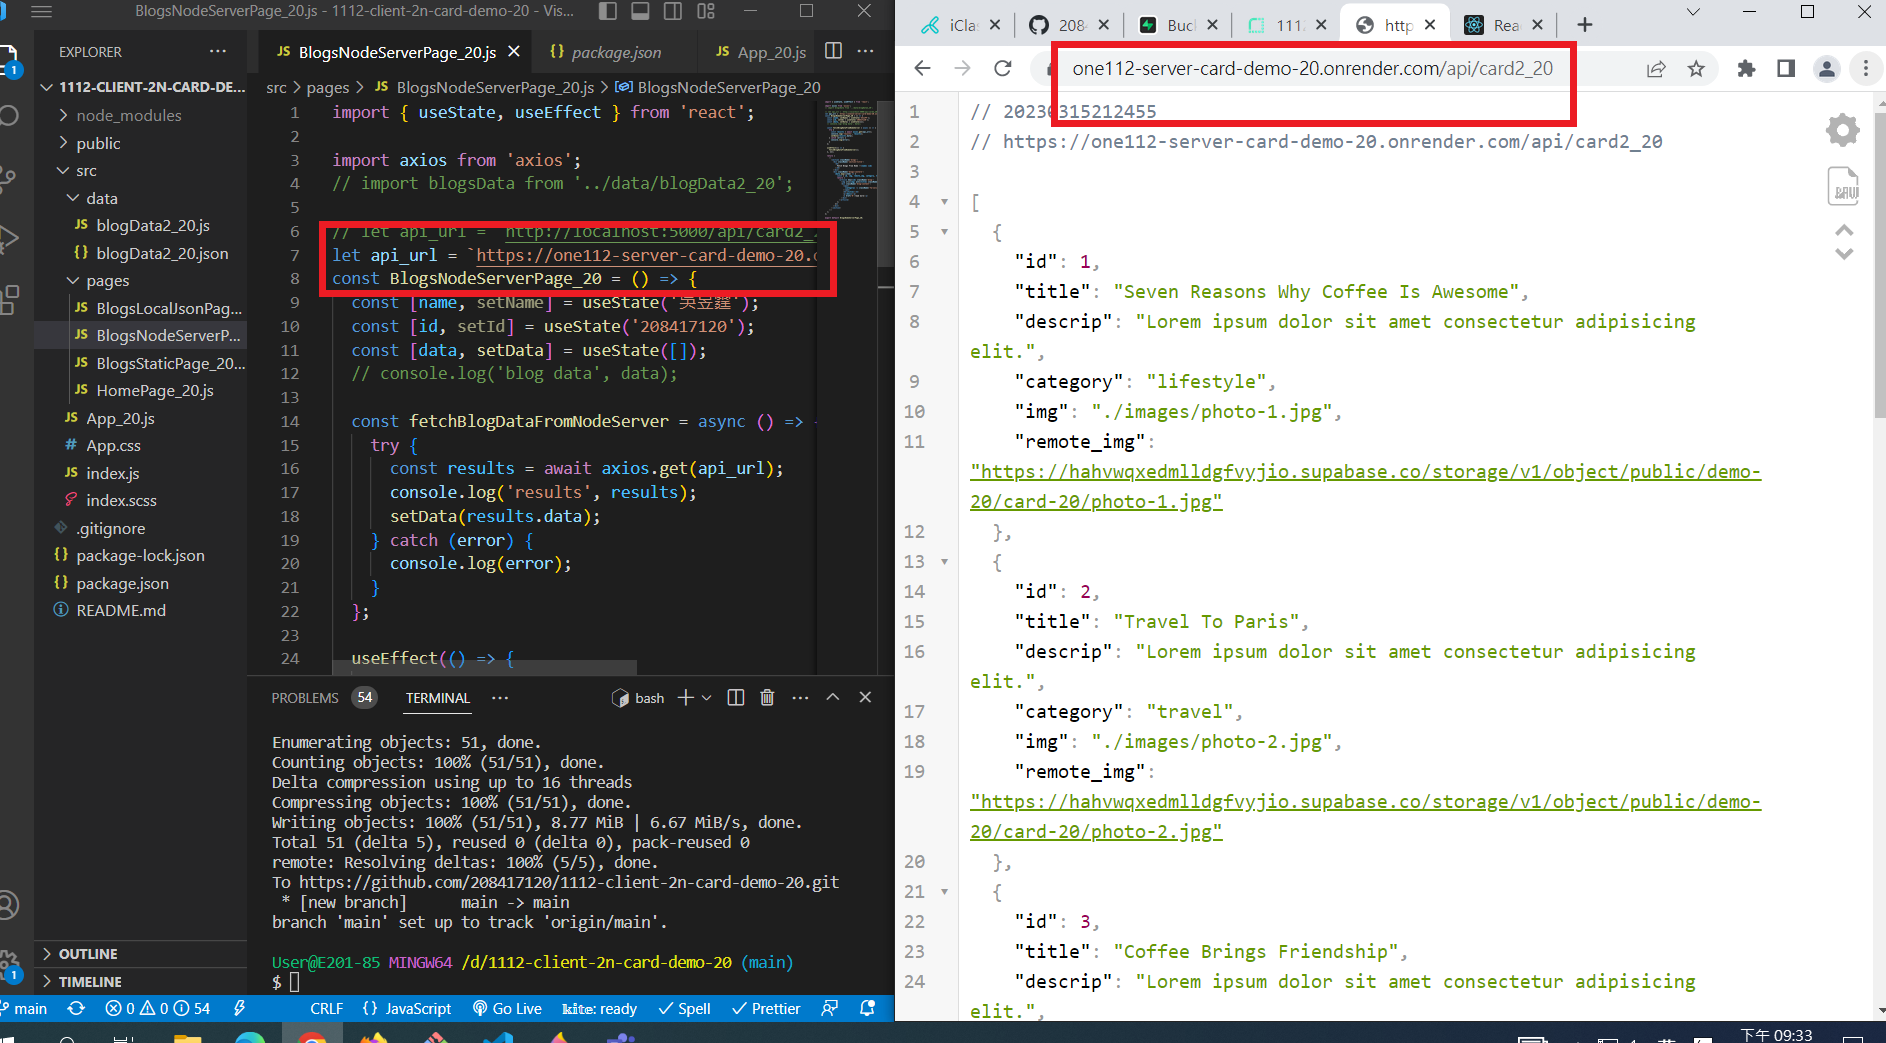 BlogsNodeServerPage_20.js - 1112-client-2n-card-demo-20 - Vis...
EXPLORER
1112-CLIENT-2N-CARD-DE...
node_modules
public
src
data
blogData2_20.js
blogData2_20.json
pages
BlogsLocalJsonPag...
BlogsNodeServerP...
BlogsStaticPage_20...
HomePage_20.js
App_20.js
App.css
index.js
index.scss
.gitignore
package-lock.json
package.json
README.md
OUTLINE
TIMELINE
BlogsNodeServerPage_20.js
package.json
App_20.js
src > pages > JS BlogsNodeServerPage_20.js > BlogsNodeServerPage_20
1 import { useState, useEffect } from 'react';
2
3 import axios from 'axios';
4 // import blogsData from '../data/blogData2_20';
5
6 // let api_url = `http://localhost:5000/api/card2_
7 let api_url = `https://one112-server-card-demo-20.
8 const BlogsNodeServerPage_20 = () => {
9 const [name, setName] = useState('吳昱');
10 const [id, setId] = useState('208417120');
11 const [data, setData] = useState([]);
12 // console.log('blog data', data);
13
14 const fetchBlogDataFromNodeServer = async () =>
15 try {
16 const results = await axios.get(api_url);
17 console.log('results', results);
18 setData(results.data);
19 } catch (error) {
20 console.log(error);
21 }
22 };
23
24 useEffect(() => {
PROBLEMS 54 TERMINAL ... bash
Enumerating objects: 51, done.
Counting objects: 100% (51/51), done.
Delta compression using up to 16 threads
Compressing objects: 100% (51/51), done.
Writing objects: 100% (51/51), 8.77 MiB | 6.67 MiB/s, done.
Total 51 (delta 5), reused 0 (delta 0), pack-reused 0
remote: Resolving deltas: 100% (5/5), done.
To https://github.com/208417120/1112-client-2n-card-demo-20.git
* [new branch] main -> main
branch 'main' set up to track 'origin/main'.
User@E201-85 MINGW64 /d/1112-client-2n-card-demo-20 (main)
$
main 0 0 54 CRLF {} JavaScript Go Live kite: ready Spell Prettier
iCla 208 Buc 111 http Rea
one112-server-card-demo-20.onrender.com/api/card2_20
1 // 20230315212455
2 // https://one112-server-card-demo-20.onrender.com/api/card2_20
3
4 [
5 {
6 "id": 1,
7 "title": "Seven Reasons Why Coffee Is Awesome",
8 "descrip": "Lorem ipsum dolor sit amet consectetur adipisicing
elit.",
9 "category": "lifestyle",
10 "img": "./images/photo-1.jpg",
11 "remote_img":
"https://hahvwqxedmlldgfvyjio.supabase.co/storage/v1/object/public/demo-
20/card-20/photo-1.jpg"
12 },
13 {
14 "id": 2,
15 "title": "Travel To Paris",
16 "descrip": "Lorem ipsum dolor sit amet consectetur adipisicing
elit.",
17 "category": "travel",
18 "img": "./images/photo-2.jpg",
19 "remote_img":
"https://hahvwqxedmlldgfvyjio.supabase.co/storage/v1/object/public/demo-
20/card-20/photo-2.jpg"
20 },
21 {
22 "id": 3,
23 "title": "Coffee Brings Friendship",
24 "descrip": "Lorem ipsum dolor sit amet consectetur adipisicing
elit.",
RAW
下午 09:33